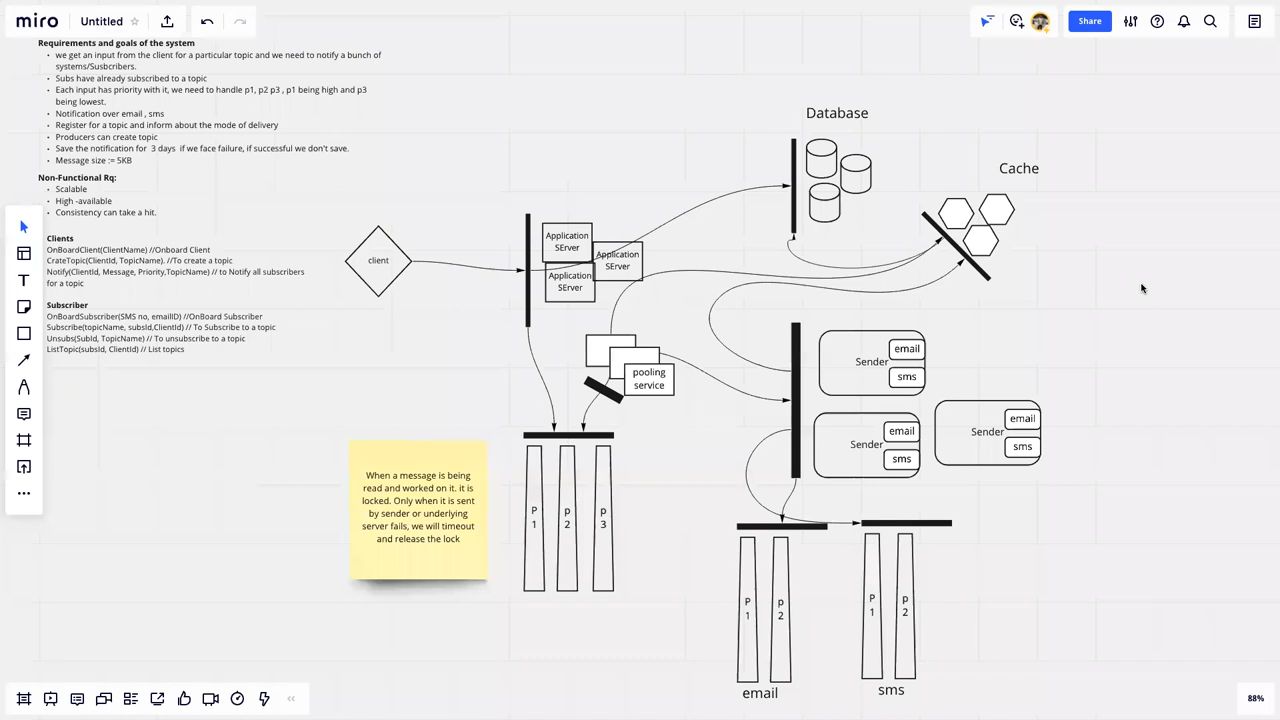 miro
Untitled
Share
Requirements and goals of the system
we get an input from the client for a particular topic and we need to notify a bunch of
systems/Susbcribers.
Subs have already subscribed to a topic
Each input has priority with it, we need to handle p1, p2 p3 , p1 being high and p3
being lowest.
Notification over email , sms
Register for a topic and inform about the mode of delivery
Producers can create topic
Save the notification for 3 days if we face failure, if successful we don't save.
Message size := 5KB
Non-Functional Rq:
Scalable
High -available
Consistency can take a hit.
Clients
OnBoardClient(ClientName) //Onboard Client
CrateTopic(ClientId, TopicName). //To create a topic
Notify(ClientId, Message, Priority,TopicName) // to Notify all subscribers
for a topic
Subscriber
OnBoardSubscriber(SMS no, emailID) //OnBoard Subscriber
Subscribe(topicName, subsId,ClientId) // To Subscribe to a topic
Unsubs(SubId, TopicName) // To unsubscribe to a topic
ListTopic(subsId, ClientId) // List topics
client
Application
SErver
Application
SErver
Application
SErver
Database
Cache
pooling
service
Sender
email
sms
Sender
email
sms
Sender
email
sms
When a message is being
read and worked on it. it is
locked. Only when it is sent
by sender or underlying
server fails, we will timeout
and release the lock
P
1
p
2
p
3
P
1
p
2
P
1
p
2
email
sms
88%